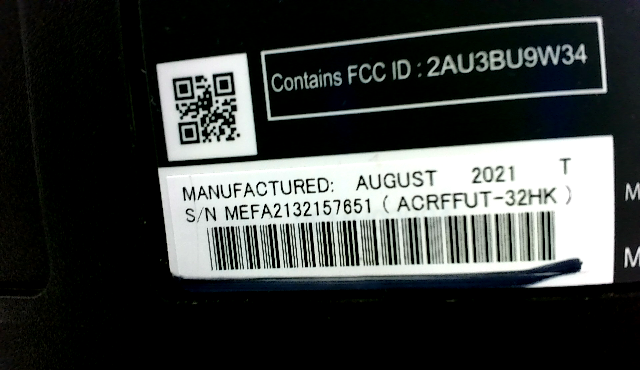 Contains FCC ID : 2AU3BU9W34
MANUFACTURED: AUGUST 2021 T
S/N MEFA2132157651 ( ACRFFUT-32HK )
M
M